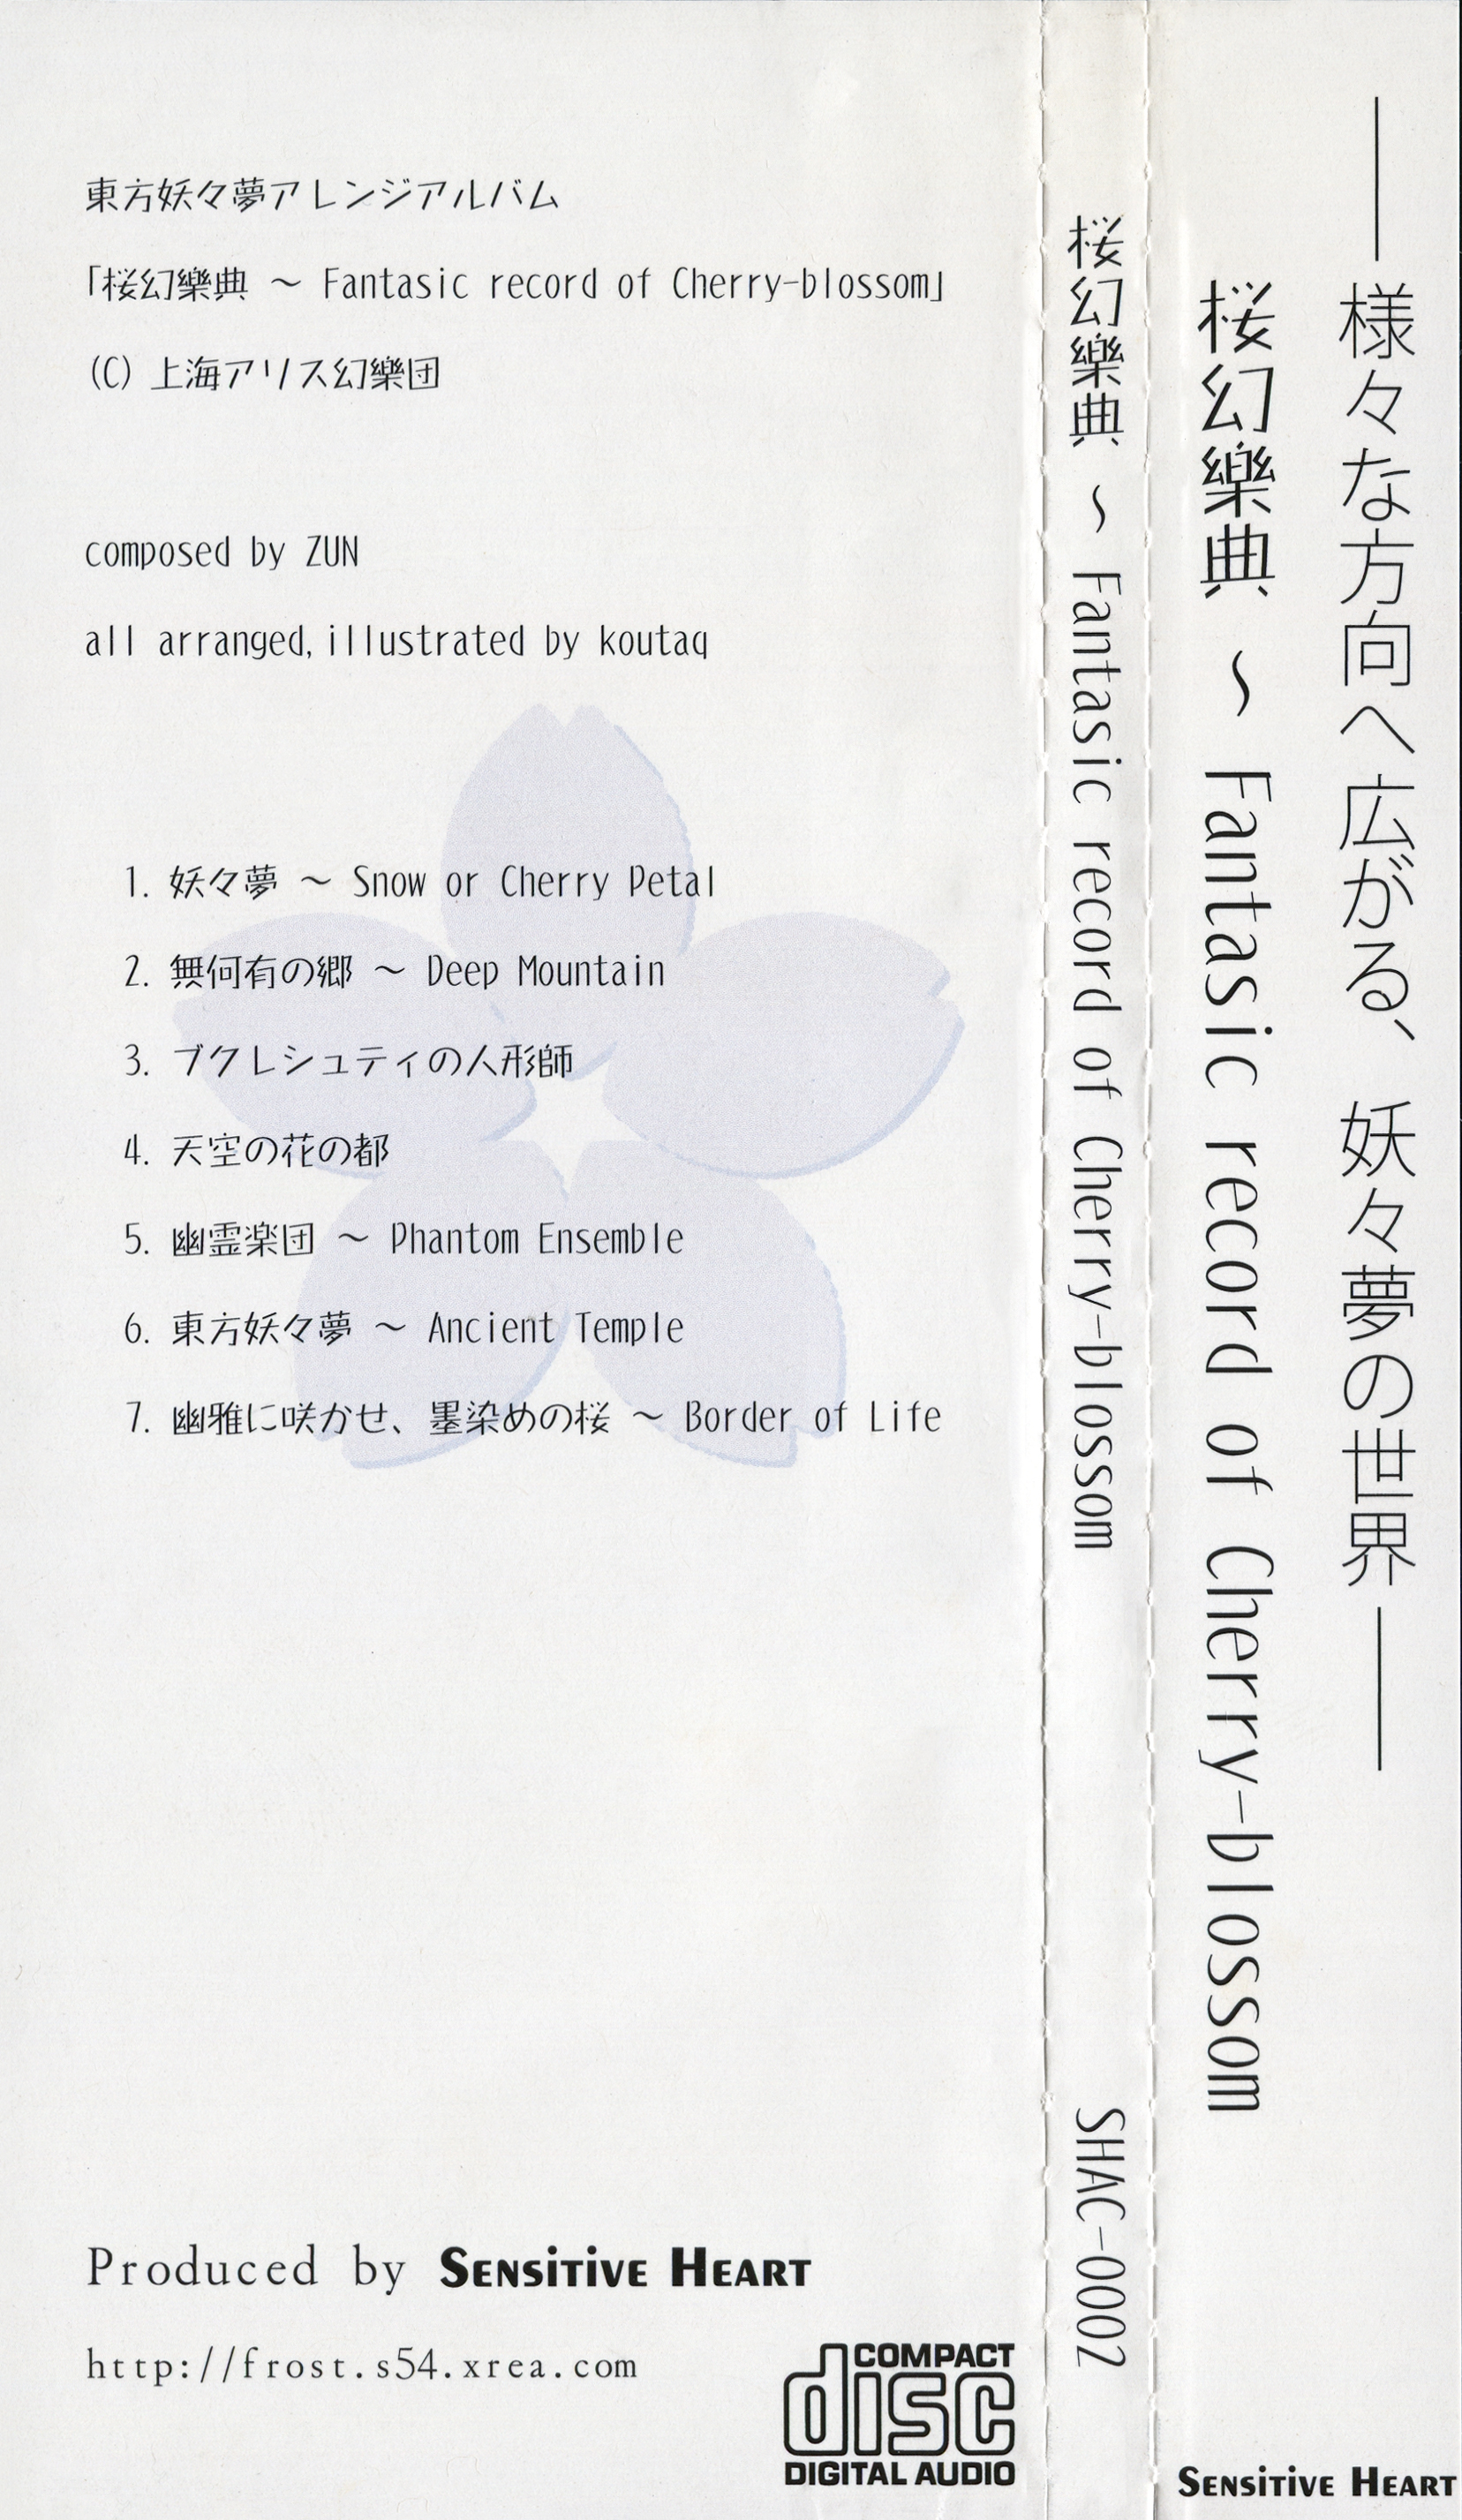 東方妖々夢アレンジアルバム
「桜幻樂典 ～ Fantasic record of Cherry-blossom」
(C) 上海アリス幻樂団
composed by ZUN
all arranged, illustrated by koutaq
1. 妖々夢 ～ Snow or Cherry Petal
2. 無何有の郷 ～ Deep Mountain
3. ブクレシュティの人形師
4. 天空の花の都
5. 幽霊楽団 ～ Phantom Ensemble
6. 東方妖々夢 ～ Ancient Temple
7. 幽雅に咲かせ、墨染めの桜 ～ Border of Life
Produced by SENSITIVE HEART
http://frost.s54.xrea.com
COMPACT
disc
DIGITAL AUDIO
桜幻樂典 ～ Fantasic record of Cherry-blossom
SHAC-0002
――様々な方向へ広がる、妖々夢の世界――
桜幻樂典 ～ Fantasic record of Cherry-blossom
SENSITIVE HEART